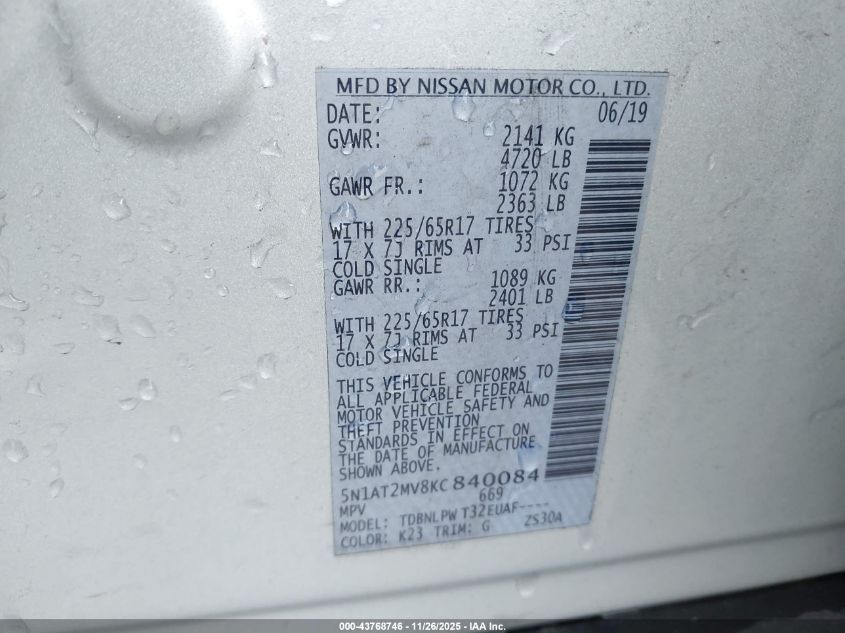 MFD BY NISSAN MOTOR CO., LTD.
DATE: 06/19
GVWR: 2141 KG
4720 LB
GAWR FR.: 1072 KG
2363 LB
WITH 225/65R17 TIRES
17 X 7J RIMS AT 33 PSI
COLD SINGLE
GAWR RR.: 1089 KG
2401 LB
WITH 225/65R17 TIRES
17 X 7J RIMS AT 33 PSI
COLD SINGLE
THIS VEHICLE CONFORMS TO
ALL APPLICABLE FEDERAL
MOTOR VEHICLE SAFETY AND
THEFT PREVENTION
STANDARDS IN EFFECT ON
THE DATE OF MANUFACTURE
SHOWN ABOVE.
5N1AT2MV8KC840084
MPV 669
MODEL: TDBNLPW T32EUAF----
COLOR: K23 TRIM: G ZS30A
000-43768746 - 11/26/2025 - IAA Inc.